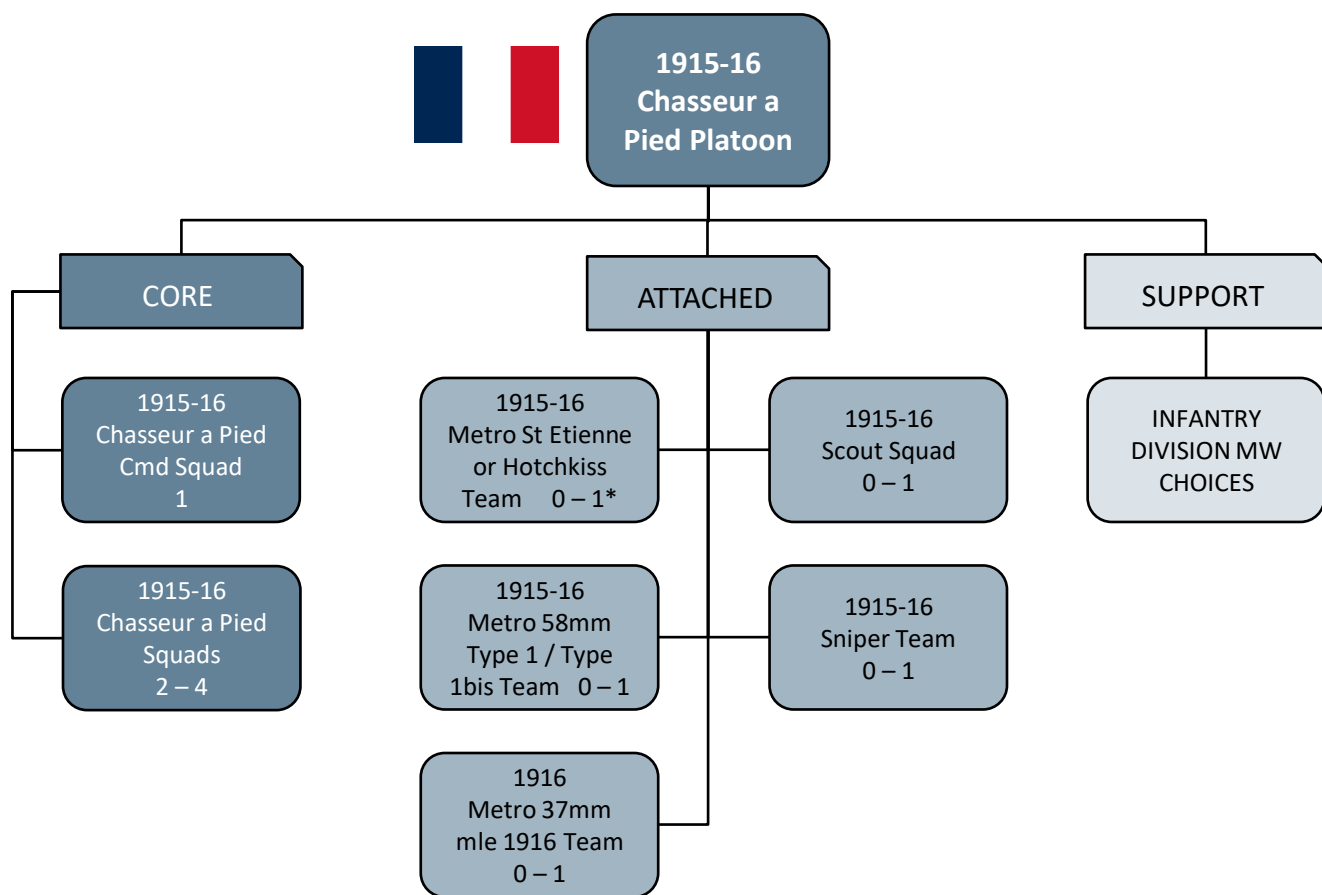 1915-16
Chasseur a
Pied Platoon
CORE
ATTACHED
SUPPORT
1915-16
Chasseur a Pied
Cmd Squad
1
1915-16
Metro St Etienne
or Hotchkiss
Team 0 – 1*
1915-16
Scout Squad
0 – 1
INFANTRY
DIVISION MW
CHOICES
1915-16
Chasseur a Pied
Squads
2 – 4
1915-16
Metro 58mm
Type 1 / Type
1bis Team 0 – 1
1915-16
Sniper Team
0 – 1
1916
Metro 37mm
mle 1916 Team
0 – 1